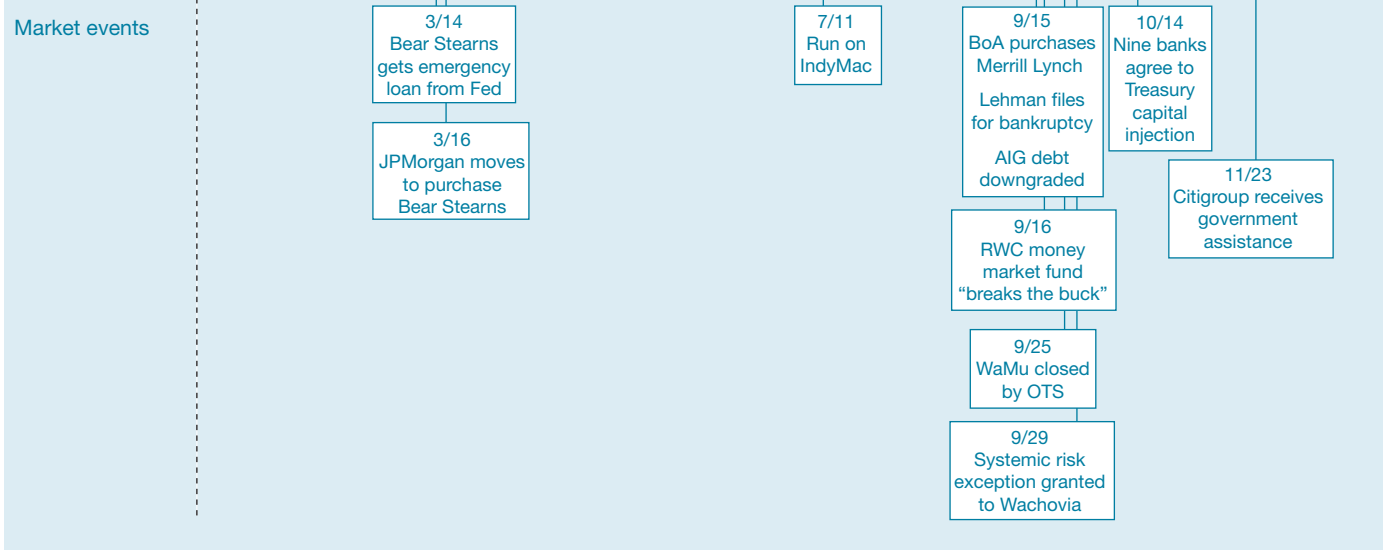 Market events
3/14
Bear Stearns
gets emergency
loan from Fed
3/16
JPMorgan moves
to purchase
Bear Stearns
7/11
Run on
IndyMac
9/15
BoA purchases
Merrill Lynch
Lehman files
for bankruptcy
AIG debt
downgraded
9/16
RWC money
market fund
“breaks the buck”
9/25
WaMu closed
by OTS
9/29
Systemic risk
exception granted
to Wachovia
10/14
Nine banks
agree to
Treasury
capital
injection
11/23
Citigroup receives
government
assistance